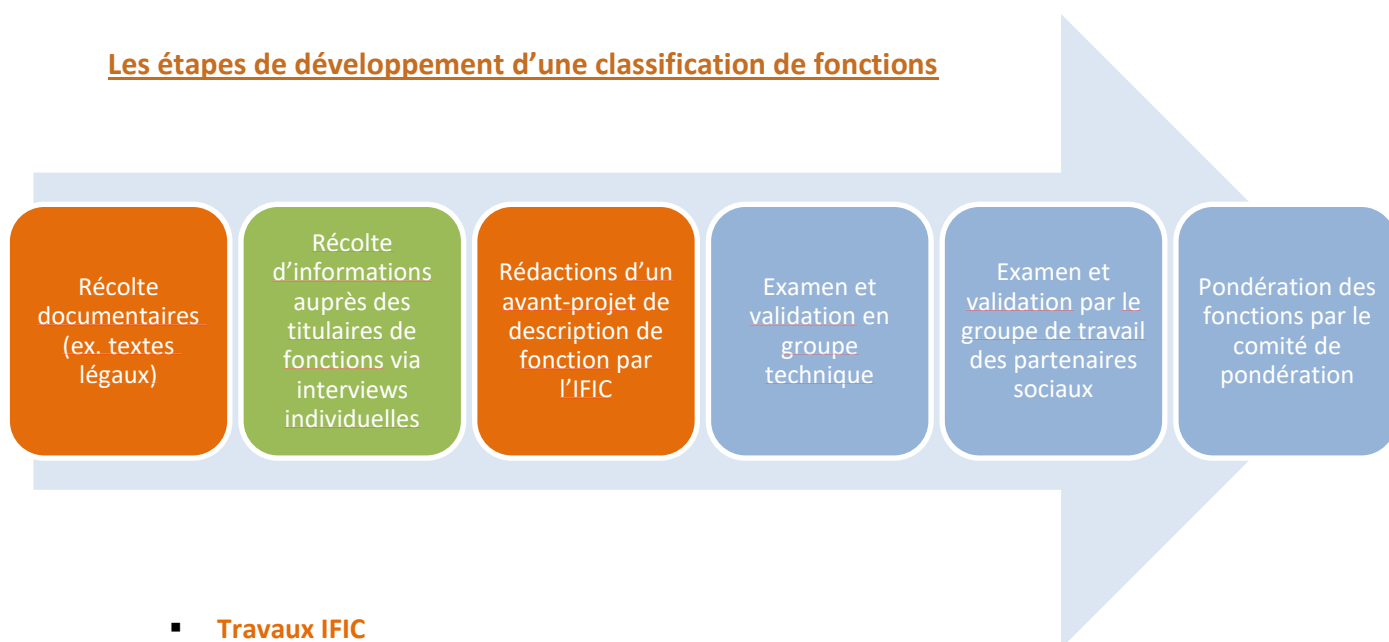 Les étapes de développement d’une classification de fonctions
Récolte
documentaires
(ex. textes
légaux)
Récolte
d’informations
auprès des
titulaires de
fonctions via
interviews
individuelles
Rédactions d’un
avant-projet de
description de
fonction par
l’IFIC
Examen et
validation en
groupe
technique
Examen et
validation par le
groupe de travail
des partenaires
sociaux
Pondération des
fonctions par le
comité de
pondération
▪ Travaux IFIC